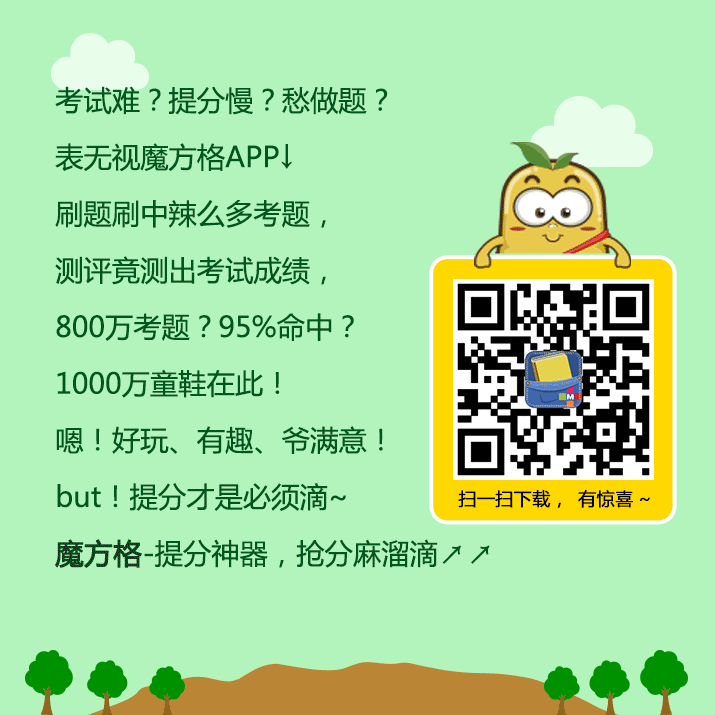 考试难？提分慢？愁做题？
表无视魔方格APP↓
刷题刷中辣么多考题，
测评竟测出考试成绩，
800万考题？95%命中？
1000万童鞋在此！
嗯！好玩、有趣、爷满意！
but！提分才是必须滴~
魔方格-提分神器，抢分麻溜滴↗↗
M
扫一扫下载， 有惊喜~